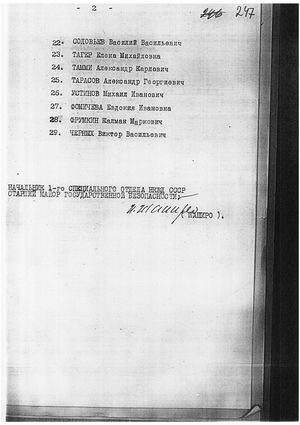 - 2 -
246 247
22. СОЛОВЬЕВ Василий Васильевич
23. ТАГЕР Елена Михайловна
24. ТАММИ Александр Карлович
25. ТАРАСОВ Александр Георгиевич
26. УСТИНОВ Михаил Иванович
27. ФОМИЧЕВА Евдокия Ивановна
28. ФРУМКИН Калман Маркович
29. ЧЕРНЫХ Виктор Васильевич
НАЧАЛЬНИК 1-го СПЕЦИАЛЬНОГО ОТДЕЛА НКВД СССР
СТАРШИЙ МАЙОР ГОСУДАРСТВЕННОЙ БЕЗОПАСНОСТИ;
И. Шапиро
( ШАПИРО ).